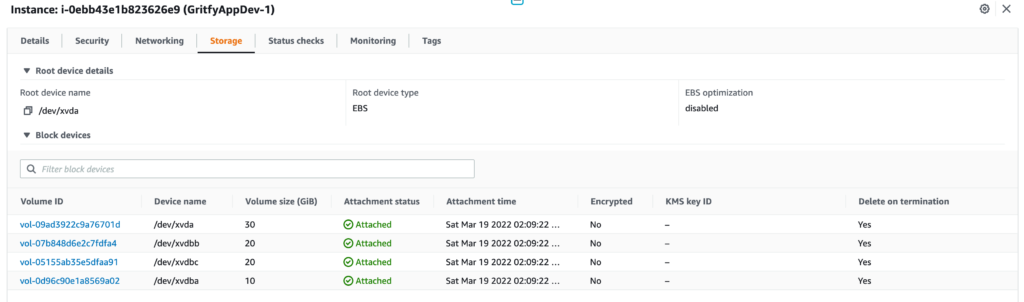 Instance: i-0ebb43e1b823626e9 (GritfyAppDev-1)
Details Security Networking Storage Status checks Monitoring Tags
▼ Root device details
Root device name Root device type EBS optimization
/dev/xvda EBS disabled
▼ Block devices
Filter block devices
Volume ID Device name Volume size (GiB) Attachment status Attachment time Encrypted KMS key ID Delete on termination
vol-09ad3922c9a76701d /dev/xvda 30 Attached Sat Mar 19 2022 02:09:22 ... No – Yes
vol-07b848d6e2c7fdfa4 /dev/xvdbb 20 Attached Sat Mar 19 2022 02:09:22 ... No – Yes
vol-05155ab35e5dfaa91 /dev/xvdbc 20 Attached Sat Mar 19 2022 02:09:22 ... No – Yes
vol-0d96c90e1a8569a02 /dev/xvdba 10 Attached Sat Mar 19 2022 02:09:22 ... No – Yes